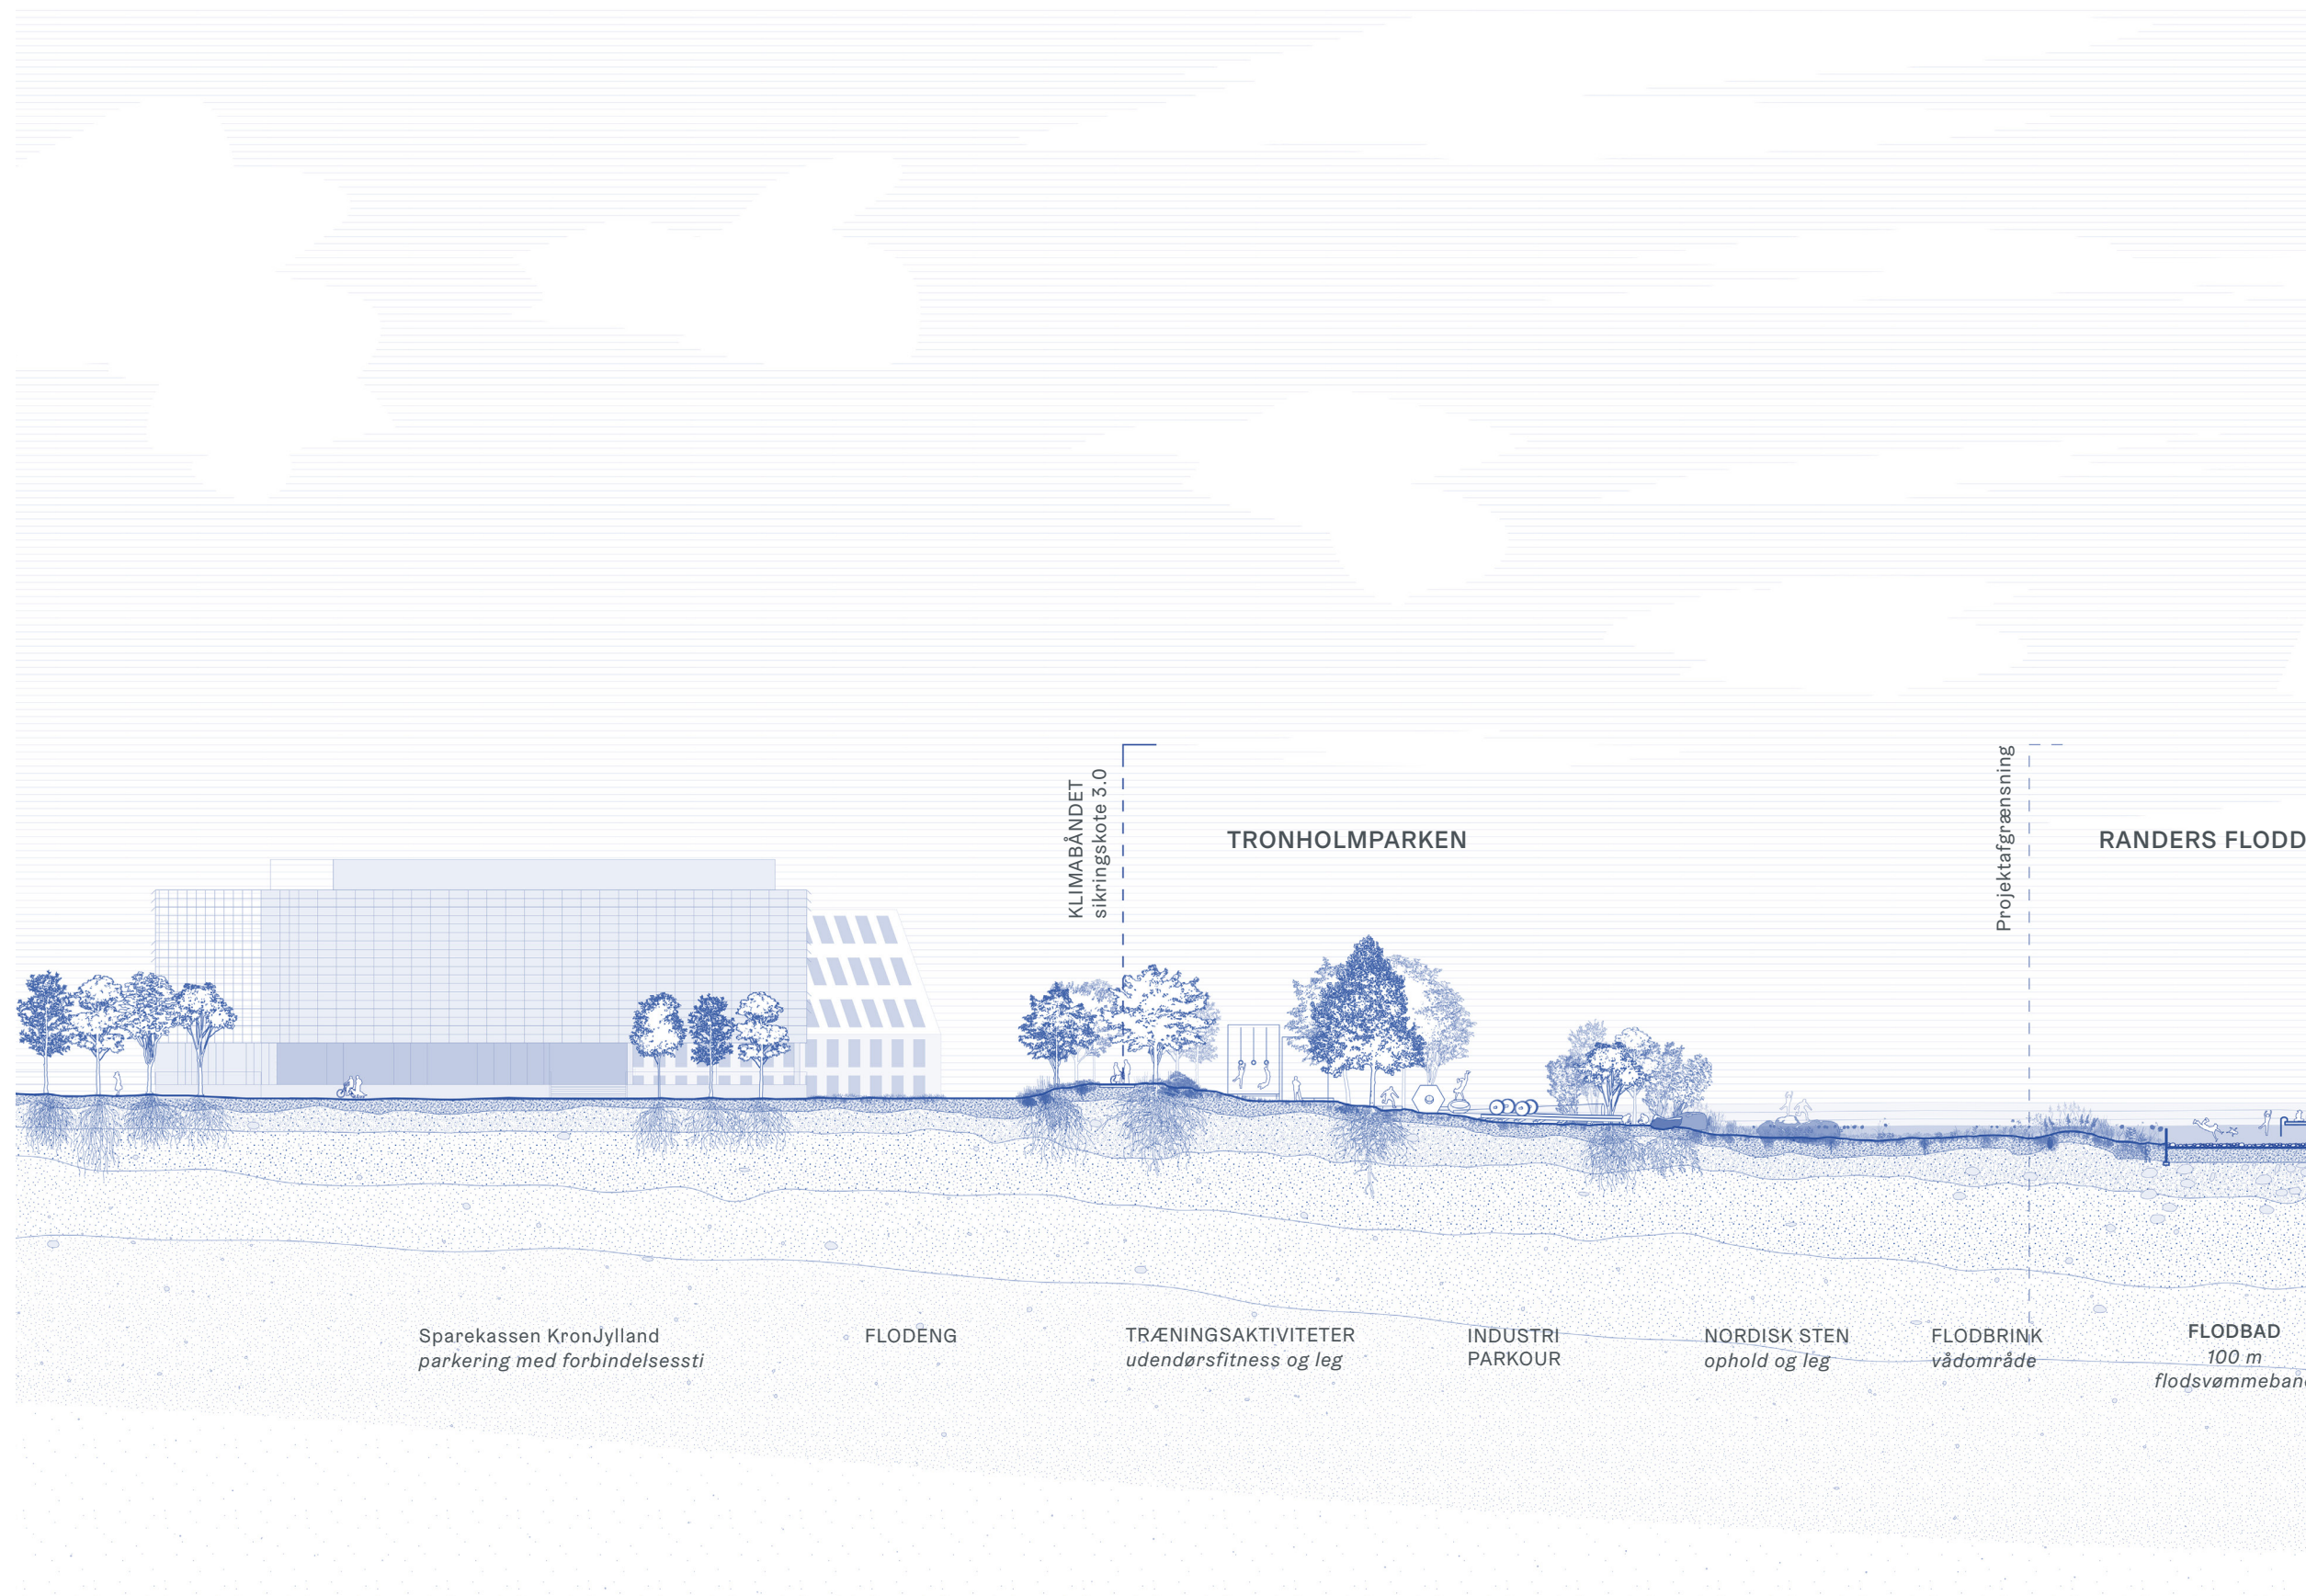 KLIMABÅNDET
sikringskote 3.0
TRONHOLMPARKEN
Projektafgrænsning
RANDERS FLODD
Sparekassen KronJylland
parkering med forbindelsessti
FLODENG
TRÆNINGSAKTIVITETER
udendørsfitness og leg
INDUSTRI
PARKOUR
NORDISK STEN
ophold og leg
FLODBRINK
vådområde
FLODBAD
100 m
flodsvømmeban